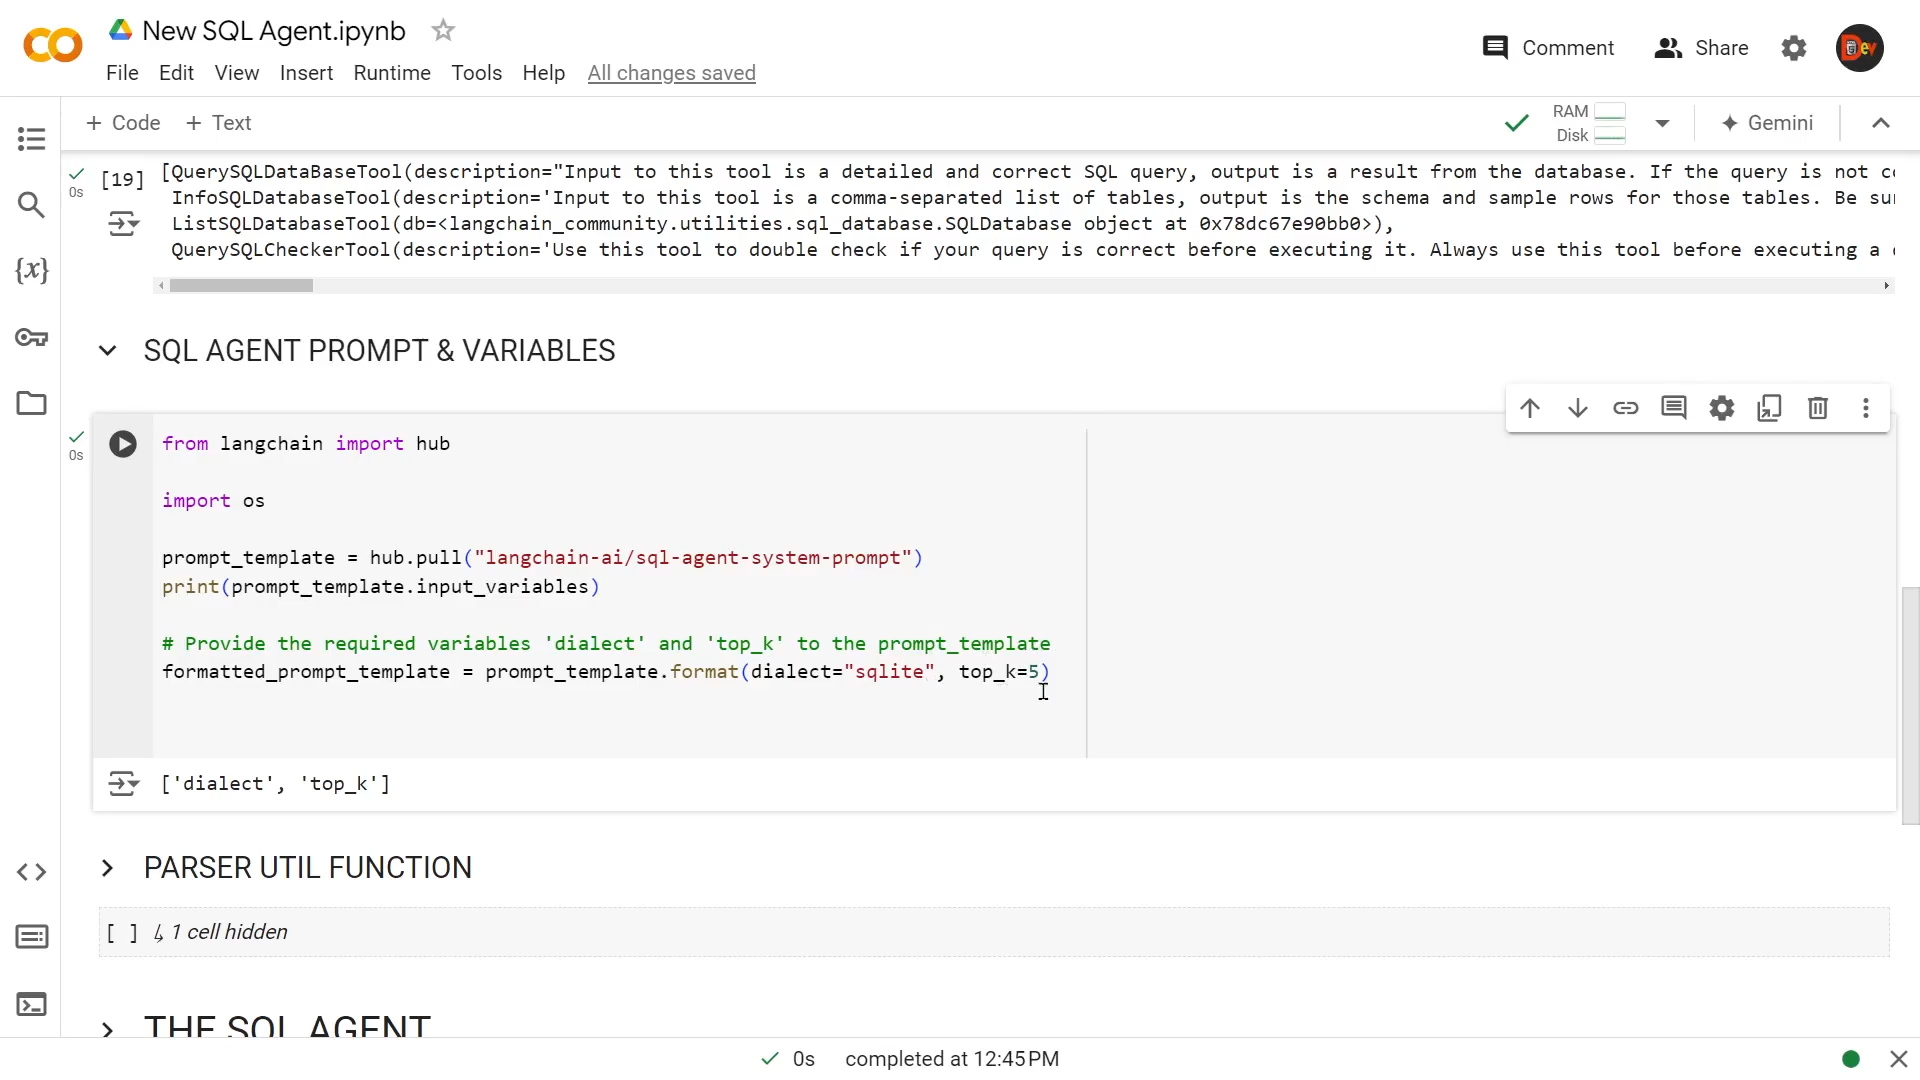 New SQL Agent.ipynb
Comment
Share
Dev
File Edit View Insert Runtime Tools Help All changes saved
+ Code + Text
RAM
Disk
Gemini
[19] [QuerySQLDataBaseTool(description="Input to this tool is a detailed and correct SQL query, output is a result from the database. If the query is not co
0s
InfoSQLDatabaseTool(description='Input to this tool is a comma-separated list of tables, output is the schema and sample rows for those tables. Be sur
ListSQLDatabaseTool(db=<langchain_community.utilities.sql_database.SQLDatabase object at 0x78dc67e90bb0>),
QuerySQLCheckerTool(description='Use this tool to double check if your query is correct before executing it. Always use this tool before executing a
{x}
SQL AGENT PROMPT & VARIABLES
0s
from langchain import hub
import os
prompt_template = hub.pull("langchain-ai/sql-agent-system-prompt")
print(prompt_template.input_variables)
# Provide the required variables 'dialect' and 'top_k' to the prompt_template
formatted_prompt_template = prompt_template.format(dialect="sqlite", top_k=5)
['dialect', 'top_k']
PARSER UTIL FUNCTION
[ ] ↳ 1 cell hidden
THE SQL AGENT
0s completed at 12:45 PM